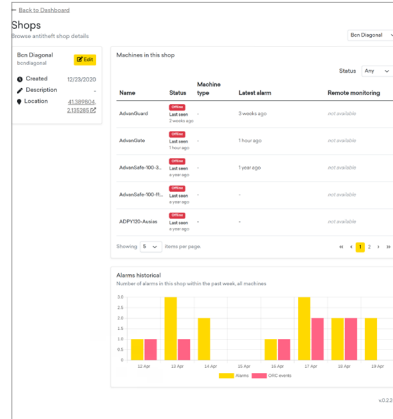 ← Back to Dashboard
Shops
Browse antitheft shop details
Bcn Diagonal
Bcn Diagonal
bcndiagonal
Edit
Created 12/23/2020
Description -
Location 41.389804,
2.135285
Machines in this shop
Status Any
Name Status Machine type Latest alarm Remote monitoring
AdvanGuard Offline - 3 weeks ago not available
Last seen
2 weeks ago
AdvanGate Offline - 1 hour ago not available
Last seen
1 hour ago
AdvanSafe-100-3... Offline - 1 year ago not available
Last seen
a year ago
AdvanSafe-100-... Offline - - not available
Last seen
a year ago
ADPY120-Ausias Offline - - not available
Last seen
a year ago
Showing 5 items per page
« ‹ 1 2 › »
Alarms historical
Number of alarms in this shop within the past week, all machines
3.0
2.5
2.0
1.5
1.0
0.5
0
12 Apr 13 Apr 14 Apr 15 Apr 16 Apr 17 Apr 18 Apr 19 Apr
Alarms ORC events
v.0.2.2